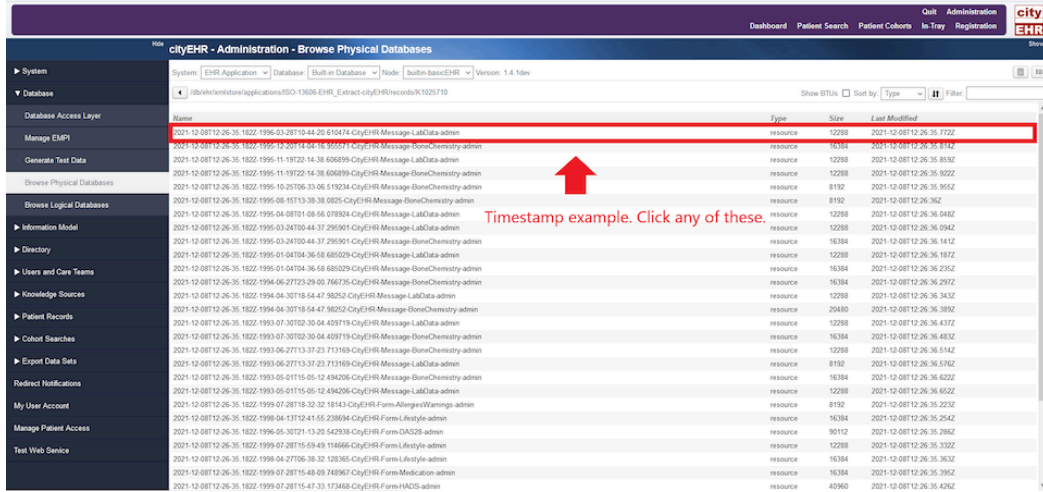 Quit Administration
city EHR
Dashboard Patient Search Patient Cohorts In-Tray Registration
Hide cityEHR - Administration - Browse Physical Databases Show
System
Database
Database Access Layer
Manage EMPI
Generate Test Data
Browse Physical Databases
Browse Logical Databases
Information Model
Directory
Users and Care Teams
Knowledge Sources
Patient Records
Cohort Searches
Export Data Sets
Redirect Notifications
My User Account
Manage Patient Access
Test Web Service
System: EHR Application Database: Built-in Database Node: builtin-basicEHR Version: 1.4.1dev
/db/ehr/xmlstore/applications/ISO-13606-EHR_Extract-cityEHR/records/K1025710 Show BTUs Sort by: Type Filter:
Name Type Size Last Modified
2021-12-08T12-26-35.182Z-1996-03-28T10-44-20.610474-CityEHR-Message-LabData-admin resource 12288 2021-12-08T12:26:35.772Z
2021-12-08T12-26-35.182Z-1995-12-20T14-04-16.955571-CityEHR-Message-BoneChemistry-admin resource 16384 2021-12-08T12:26:35.814Z
2021-12-08T12-26-35.182Z-1995-11-19T22-14-38.606899-CityEHR-Message-LabData-admin resource 12288 2021-12-08T12:26:35.859Z
2021-12-08T12-26-35.182Z-1995-11-19T22-14-38.606899-CityEHR-Message-BoneChemistry-admin resource 12288 2021-12-08T12:26:35.922Z
2021-12-08T12-26-35.182Z-1995-10-25T06-33-06.519234-CityEHR-Message-BoneChemistry-admin resource 8192 2021-12-08T12:26:35.955Z
2021-12-08T12-26-35.182Z-1995-08-15T13-38-38.0825-CityEHR-Message-BoneChemistry-admin resource 8192 2021-12-08T12:26:36Z
Timestamp example. Click any of these.
2021-12-08T12-26-35.182Z-1995-04-08T01-08-56.078924-CityEHR-Message-LabData-admin resource 12288 2021-12-08T12:26:36.048Z
2021-12-08T12-26-35.182Z-1995-03-24T00-44-37.295901-CityEHR-Message-LabData-admin resource 12288 2021-12-08T12:26:36.094Z
2021-12-08T12-26-35.182Z-1995-03-24T00-44-37.295901-CityEHR-Message-BoneChemistry-admin resource 16384 2021-12-08T12:26:36.141Z
2021-12-08T12-26-35.182Z-1995-01-04T04-36-58.685029-CityEHR-Message-LabData-admin resource 12288 2021-12-08T12:26:36.187Z
2021-12-08T12-26-35.182Z-1995-01-04T04-36-58.685029-CityEHR-Message-BoneChemistry-admin resource 16384 2021-12-08T12:26:36.235Z
2021-12-08T12-26-35.182Z-1994-06-27T23-29-00.766735-CityEHR-Message-BoneChemistry-admin resource 16384 2021-12-08T12:26:36.297Z
2021-12-08T12-26-35.182Z-1994-04-30T18-54-47.98252-CityEHR-Message-LabData-admin resource 12288 2021-12-08T12:26:36.343Z
2021-12-08T12-26-35.182Z-1994-04-30T18-54-47.98252-CityEHR-Message-BoneChemistry-admin resource 20480 2021-12-08T12:26:36.389Z
2021-12-08T12-26-35.182Z-1993-07-30T02-30-04.409719-CityEHR-Message-LabData-admin resource 12288 2021-12-08T12:26:36.437Z
2021-12-08T12-26-35.182Z-1993-07-30T02-30-04.409719-CityEHR-Message-BoneChemistry-admin resource 16384 2021-12-08T12:26:36.483Z
2021-12-08T12-26-35.182Z-1993-06-27T13-37-23.713169-CityEHR-Message-BoneChemistry-admin resource 12288 2021-12-08T12:26:36.514Z
2021-12-08T12-26-35.182Z-1993-06-27T13-37-23.713169-CityEHR-Message-LabData-admin resource 8192 2021-12-08T12:26:36.576Z
2021-12-08T12-26-35.182Z-1993-05-01T15-05-12.494206-CityEHR-Message-BoneChemistry-admin resource 16384 2021-12-08T12:26:36.622Z
2021-12-08T12-26-35.182Z-1993-05-01T15-05-12.494206-CityEHR-Message-LabData-admin resource 12288 2021-12-08T12:26:36.652Z
2021-12-08T12-26-35.182Z-1999-07-28T18-32-32.18143-CityEHR-Form-AllergiesWarnings-admin resource 8192 2021-12-08T12:26:35.223Z
2021-12-08T12-26-35.182Z-1998-04-13T12-41-55.238694-CityEHR-Form-Lifestyle-admin resource 16384 2021-12-08T12:26:35.254Z
2021-12-08T12-26-35.182Z-1996-05-30T21-13-20.542938-CityEHR-Form-DAS28-admin resource 90112 2021-12-08T12:26:35.286Z
2021-12-08T12-26-35.182Z-1999-07-28T15-59-49.114666-CityEHR-Form-Lifestyle-admin resource 12288 2021-12-08T12:26:35.332Z
2021-12-08T12-26-35.182Z-1998-04-27T06-38-32.128365-CityEHR-Form-Lifestyle-admin resource 16384 2021-12-08T12:26:35.363Z
2021-12-08T12-26-35.182Z-1999-07-28T15-48-09.748967-CityEHR-Form-Medication-admin resource 16384 2021-12-08T12:26:35.395Z
2021-12-08T12-26-35.182Z-1999-07-28T15-47-33.173468-CityEHR-Form-HADS-admin resource 40960 2021-12-08T12:26:35.426Z